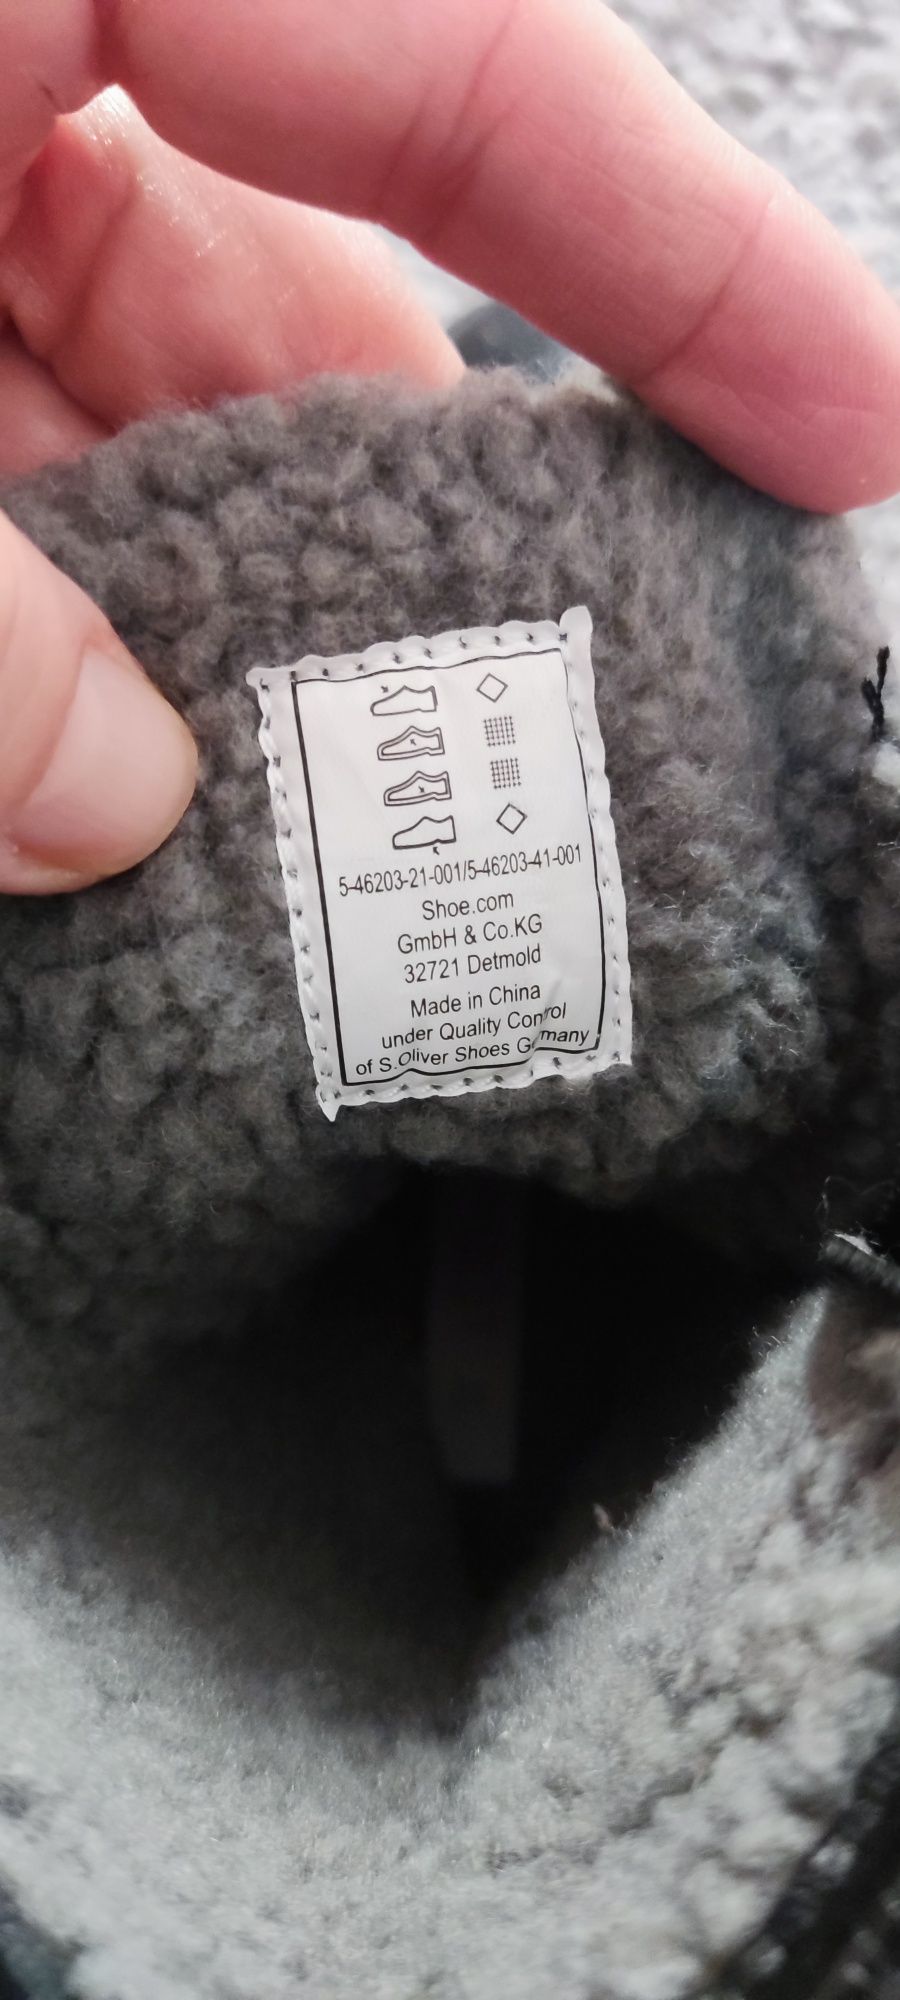 5-46203-21-001/5-46203-41-001
Shoe.com
GmbH & Co.KG
32721 Detmold
Made in China
under Quality Control
of S.Oliver Shoes Germany